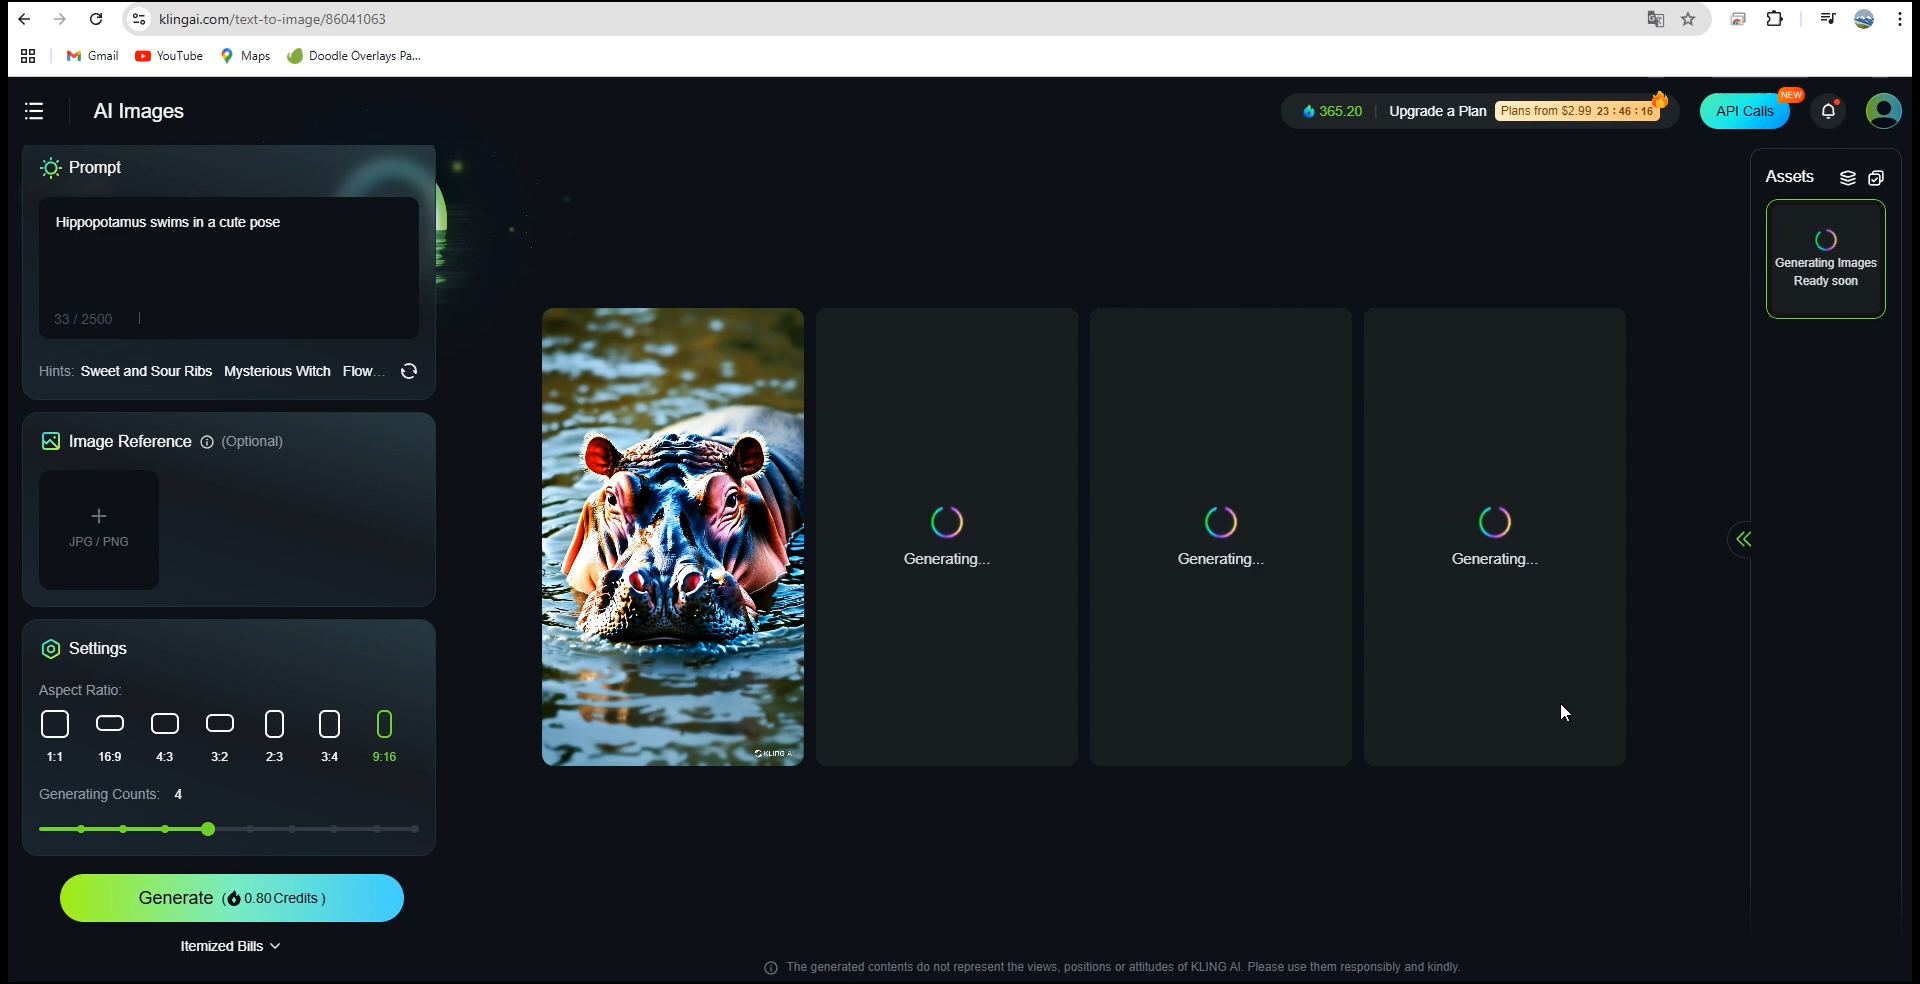 klingai.com/text-to-image/86041063
Gmail YouTube Maps Doodle Overlays Pa...
AI Images
365.20 Upgrade a Plan Plans from $2.99 23 : 46 : 16 API Calls NEW
Prompt
Hippopotamus swims in a cute pose
33 / 2500
Hints: Sweet and Sour Ribs Mysterious Witch Flow...
Image Reference (Optional)
JPG / PNG
Settings
Aspect Ratio:
1:1 16:9 4:3 3:2 2:3 3:4 9:16
Generating Counts: 4
Generate ( 0.80 Credits )
Itemized Bills
KLING AI
Generating... Generating... Generating...
Assets
Generating Images
Ready soon
The generated contents do not represent the views, positions or attitudes of KLING AI. Please use them responsibly and kindly.